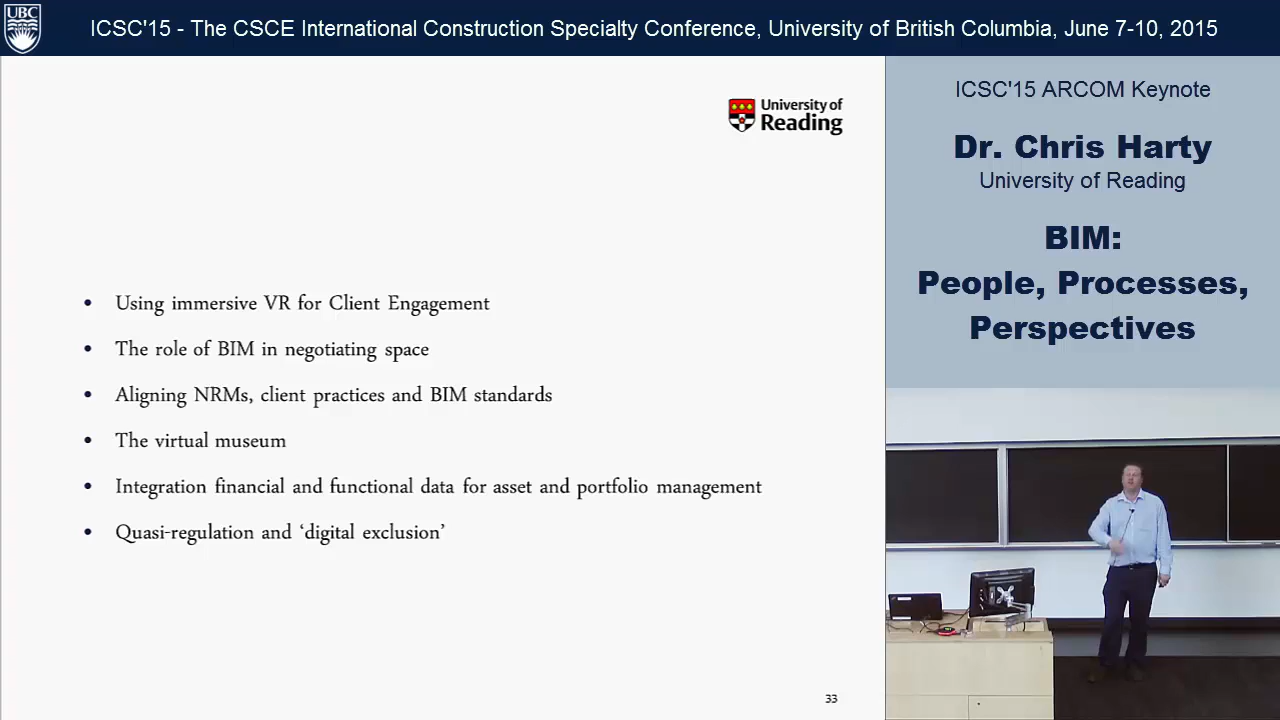 UBC
ICSC'15 - The CSCE International Construction Specialty Conference, University of British Columbia, June 7-10, 2015
University of
Reading
• Using immersive VR for Client Engagement
• The role of BIM in negotiating space
• Aligning NRMs, client practices and BIM standards
• The virtual museum
• Integration financial and functional data for asset and portfolio management
• Quasi-regulation and ‘digital exclusion’
33
ICSC'15 ARCOM Keynote
Dr. Chris Harty
University of Reading
BIM:
People, Processes,
Perspectives